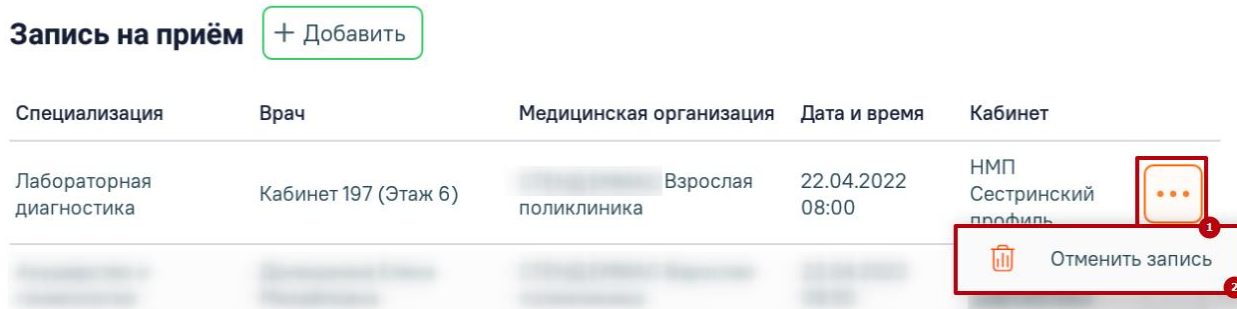 Запись на приём + Добавить
Специализация Врач Медицинская организация Дата и время Кабинет
Лабораторная диагностика
Кабинет 197 (Этаж 6)
Взрослая
поликлиника
22.04.2022
08:00
НМП
Сестринский
профиль
1
Отменить запись
2